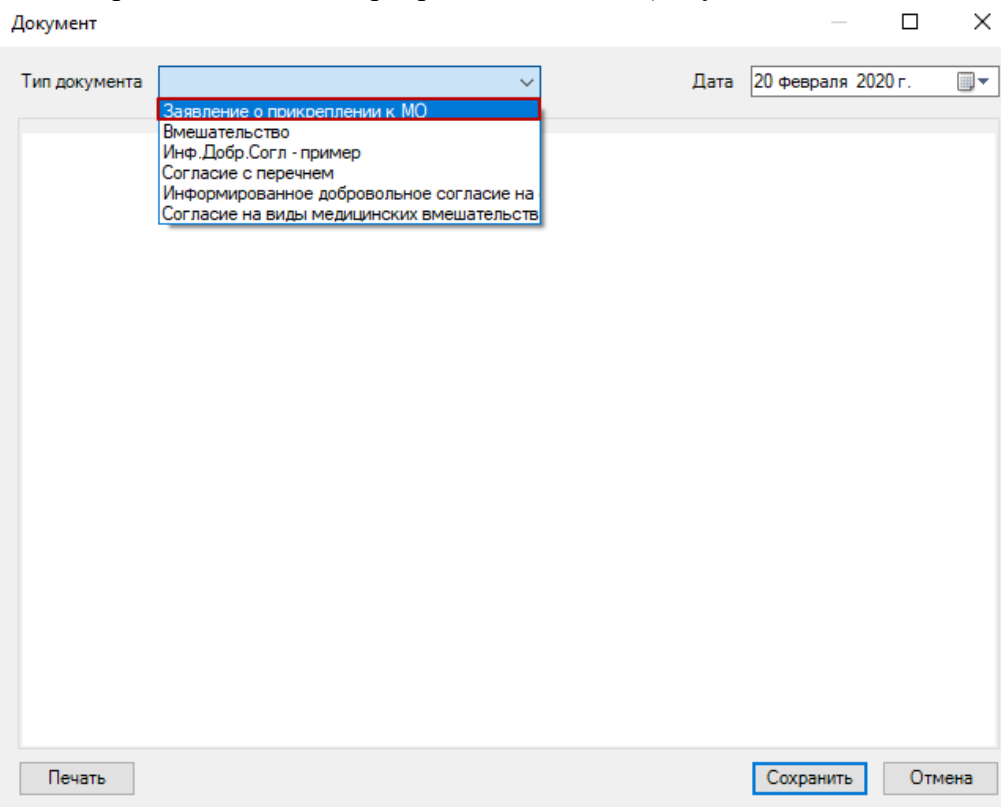 Документ
Тип документа
Дата 20 февраля 2020 г.
Заявление о прикреплении к МО
Вмешательство
Инф.Добр.Согл - пример
Согласие с перечнем
Информированное добровольное согласие на
Согласие на виды медицинских вмешательств
Печать Сохранить Отмена